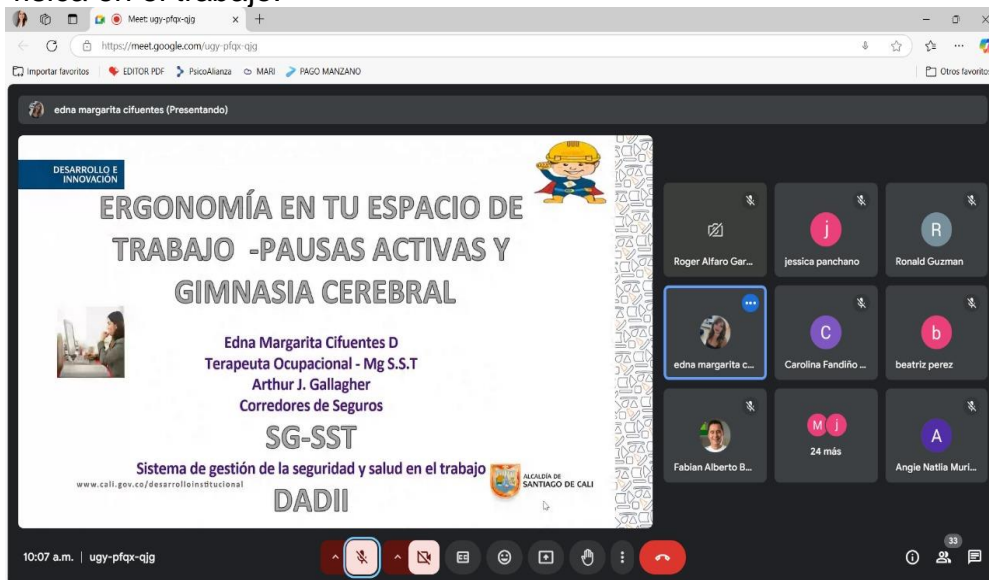 física en el trabajo.
Meet: ugy-pfqx-qjg
https://meet.google.com/ugy-pfqx-qjg
Importar favoritos
EDITOR PDF
PsicoAlianza
MARI
PAGO MANZANO
Otros favoritos
edna margarita cifuentes (Presentando)
DESARROLLO E
INNOVACIÓN
ERGONOMÍA EN TU ESPACIO DE
TRABAJO -PAUSAS ACTIVAS Y
GIMNASIA CEREBRAL
Edna Margarita Cifuentes D
Terapeuta Ocupacional - Mg S.S.T
Arthur J. Gallagher
Corredores de Seguros
SG-SST
Sistema de gestión de la seguridad y salud en el trabajo
www.cali.gov.co/desarrolloinstitucional
ALCALDÍA DE
SANTIAGO DE CALI
DADII
Roger Alfaro Gar...
j
jessica panchano
R
Ronald Guzman
edna margarita c...
C
Carolina Fandiño ...
b
beatriz perez
Fabian Alberto B...
M j
24 más
A
Angie Natlia Muri...
10:07 a.m. | ugy-pfqx-qjg
33